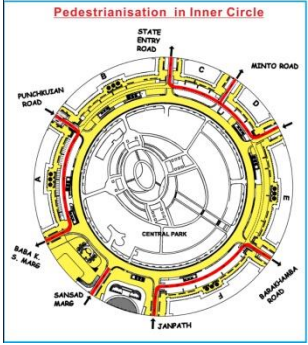 Pedestrianisation in Inner Circle
STATE
ENTRY
ROAD
MINTO ROAD
PUNCHKUIAN
ROAD
B
C
D
A
E
CENTRAL PARK
BABA K.
S. MARG
SANSAD
MARG
JANPATH
F
BARAKHAMBA
ROAD